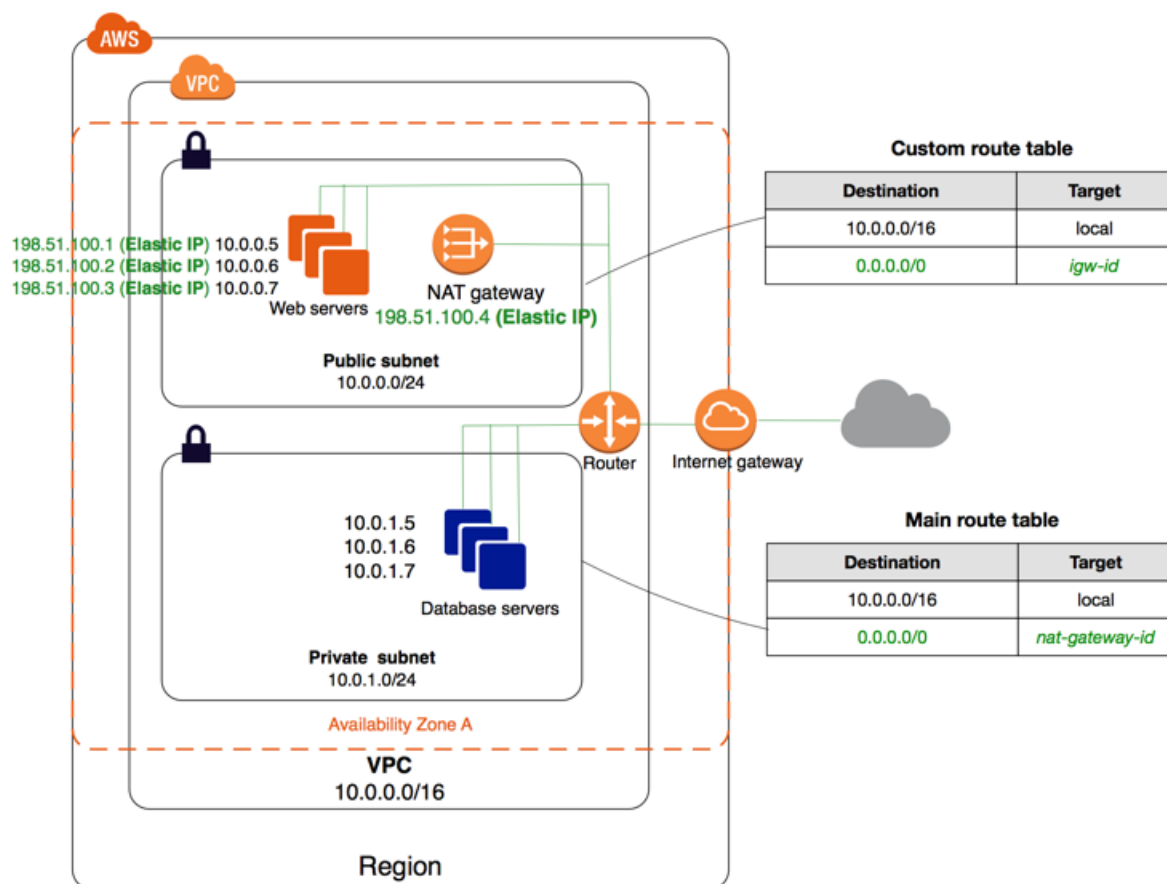 AWS
VPC
198.51.100.1 (Elastic IP) 10.0.0.5
198.51.100.2 (Elastic IP) 10.0.0.6
198.51.100.3 (Elastic IP) 10.0.0.7
Web servers
NAT gateway
198.51.100.4 (Elastic IP)
Public subnet
10.0.0.0/24
Custom route table
Destination Target
10.0.0.0/16 local
0.0.0.0/0 igw-id
Router
Internet gateway
10.0.1.5
10.0.1.6
10.0.1.7
Database servers
Private subnet
10.0.1.0/24
Main route table
Destination Target
10.0.0.0/16 local
0.0.0.0/0 nat-gateway-id
Availability Zone A
VPC
10.0.0.0/16
Region